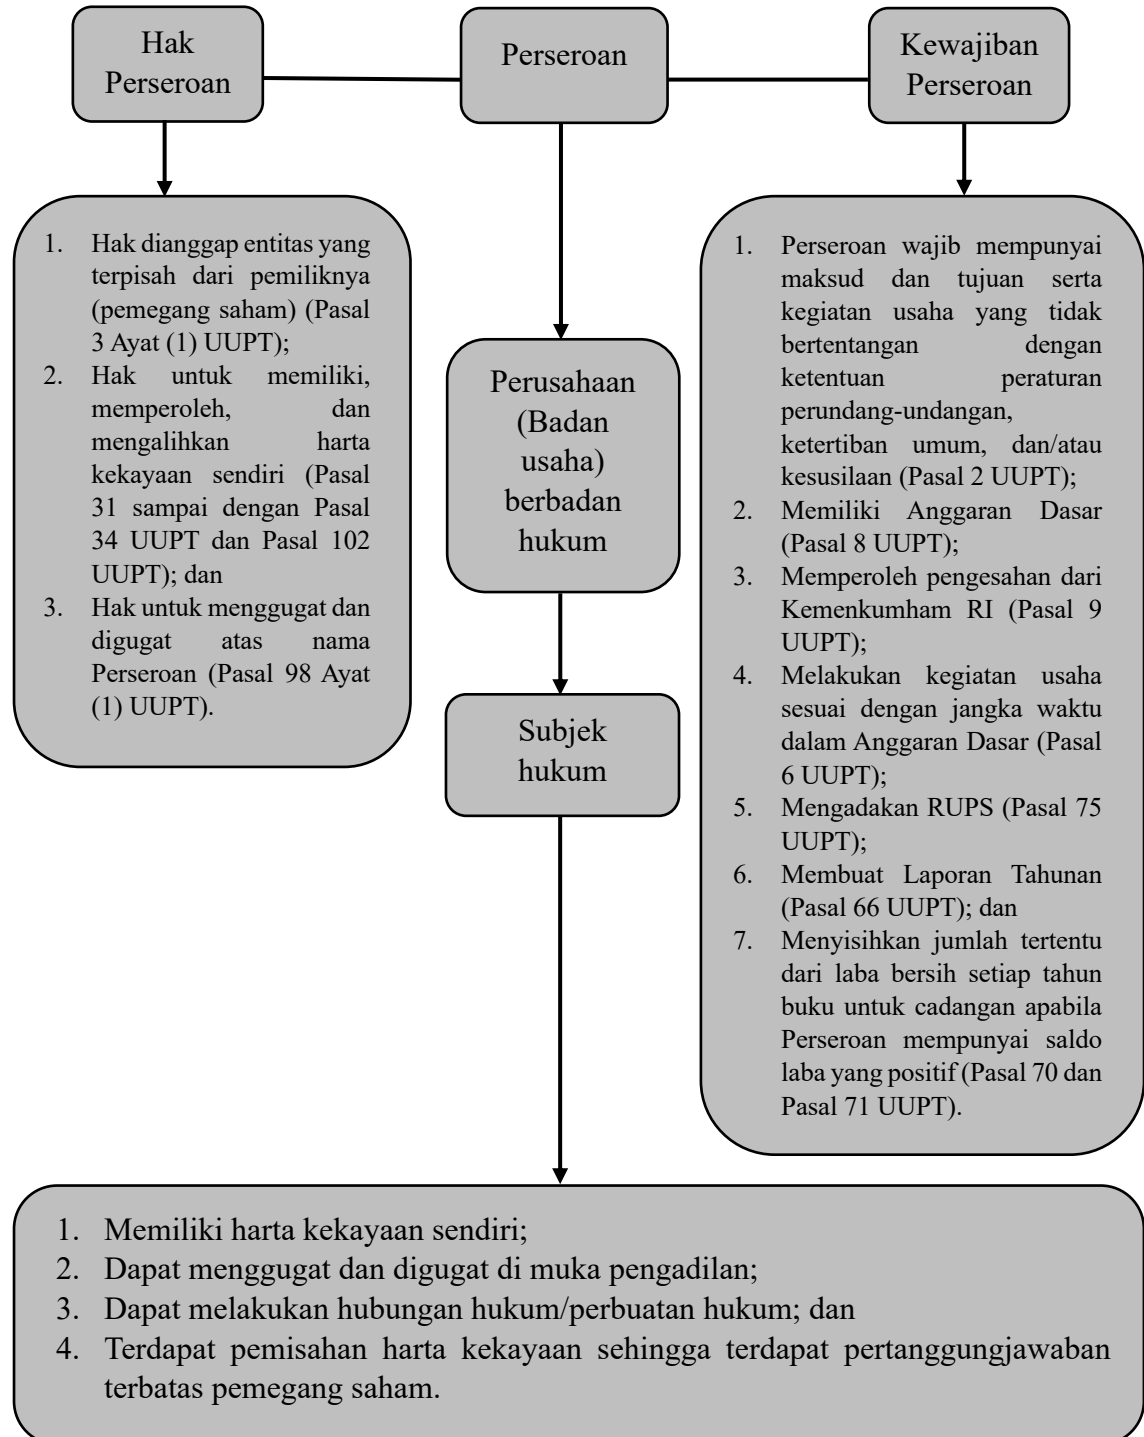 Hak
Perseroan
Perseroan
Kewajiban
Perseroan
1. Hak dianggap entitas yang
terpisah dari pemiliknya
(pemegang saham) (Pasal
3 Ayat (1) UUPT);
2. Hak untuk memiliki,
memperoleh, dan
mengalihkan harta
kekayaan sendiri (Pasal
31 sampai dengan Pasal
34 UUPT dan Pasal 102
UUPT); dan
3. Hak untuk menggugat dan
digugat atas nama
Perseroan (Pasal 98 Ayat
(1) UUPT).
Perusahaan
(Badan
usaha)
berbadan
hukum
Subjek
hukum
1. Perseroan wajib mempunyai
maksud dan tujuan serta
kegiatan usaha yang tidak
bertentangan dengan
ketentuan peraturan
perundang-undangan,
ketertiban umum, dan/atau
kesusilaan (Pasal 2 UUPT);
2. Memiliki Anggaran Dasar
(Pasal 8 UUPT);
3. Memperoleh pengesahan dari
Kemenkumham RI (Pasal 9
UUPT);
4. Melakukan kegiatan usaha
sesuai dengan jangka waktu
dalam Anggaran Dasar (Pasal
6 UUPT);
5. Mengadakan RUPS (Pasal 75
UUPT);
6. Membuat Laporan Tahunan
(Pasal 66 UUPT); dan
7. Menyisihkan jumlah tertentu
dari laba bersih setiap tahun
buku untuk cadangan apabila
Perseroan mempunyai saldo
laba yang positif (Pasal 70 dan
Pasal 71 UUPT).
1. Memiliki harta kekayaan sendiri;
2. Dapat menggugat dan digugat di muka pengadilan;
3. Dapat melakukan hubungan hukum/perbuatan hukum; dan
4. Terdapat pemisahan harta kekayaan sehingga terdapat pertanggungjawaban
terbatas pemegang saham.